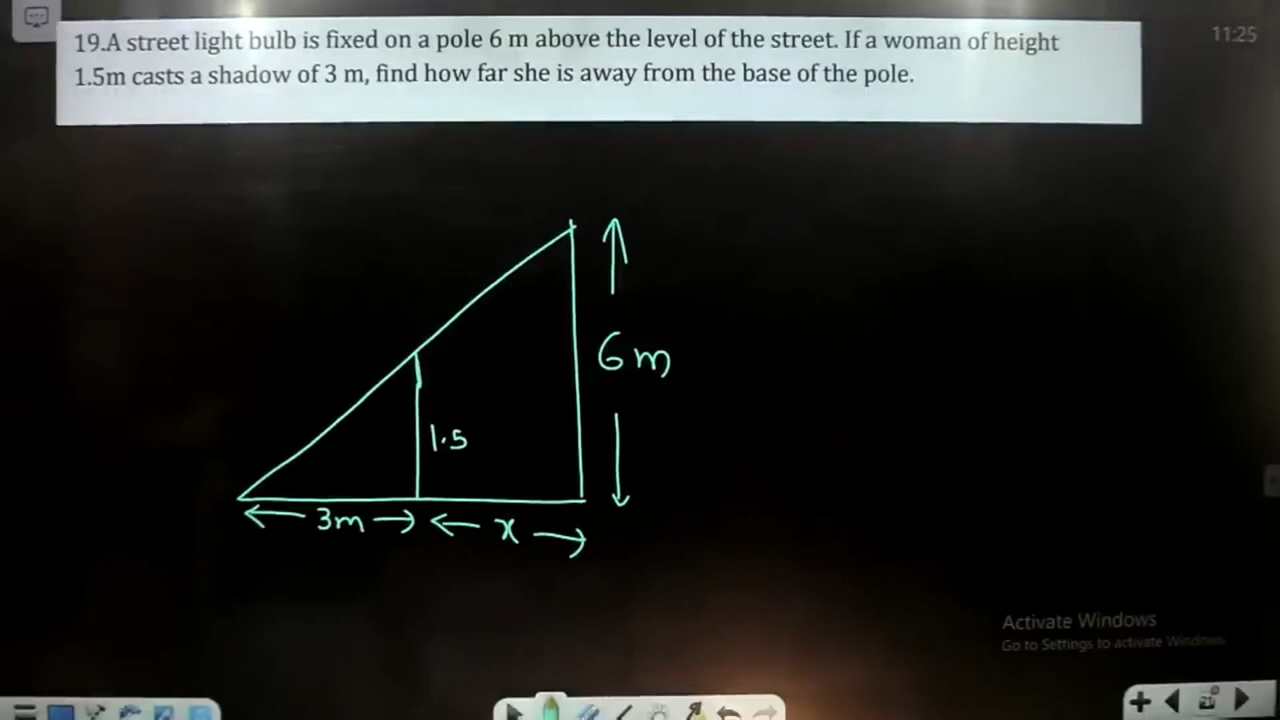 11:25
19.A street light bulb is fixed on a pole 6 m above the level of the street. If a woman of height
1.5m casts a shadow of 3 m, find how far she is away from the base of the pole.
6 m
1.5
3m x
Activate Windows
Go to Settings to activate Windows.